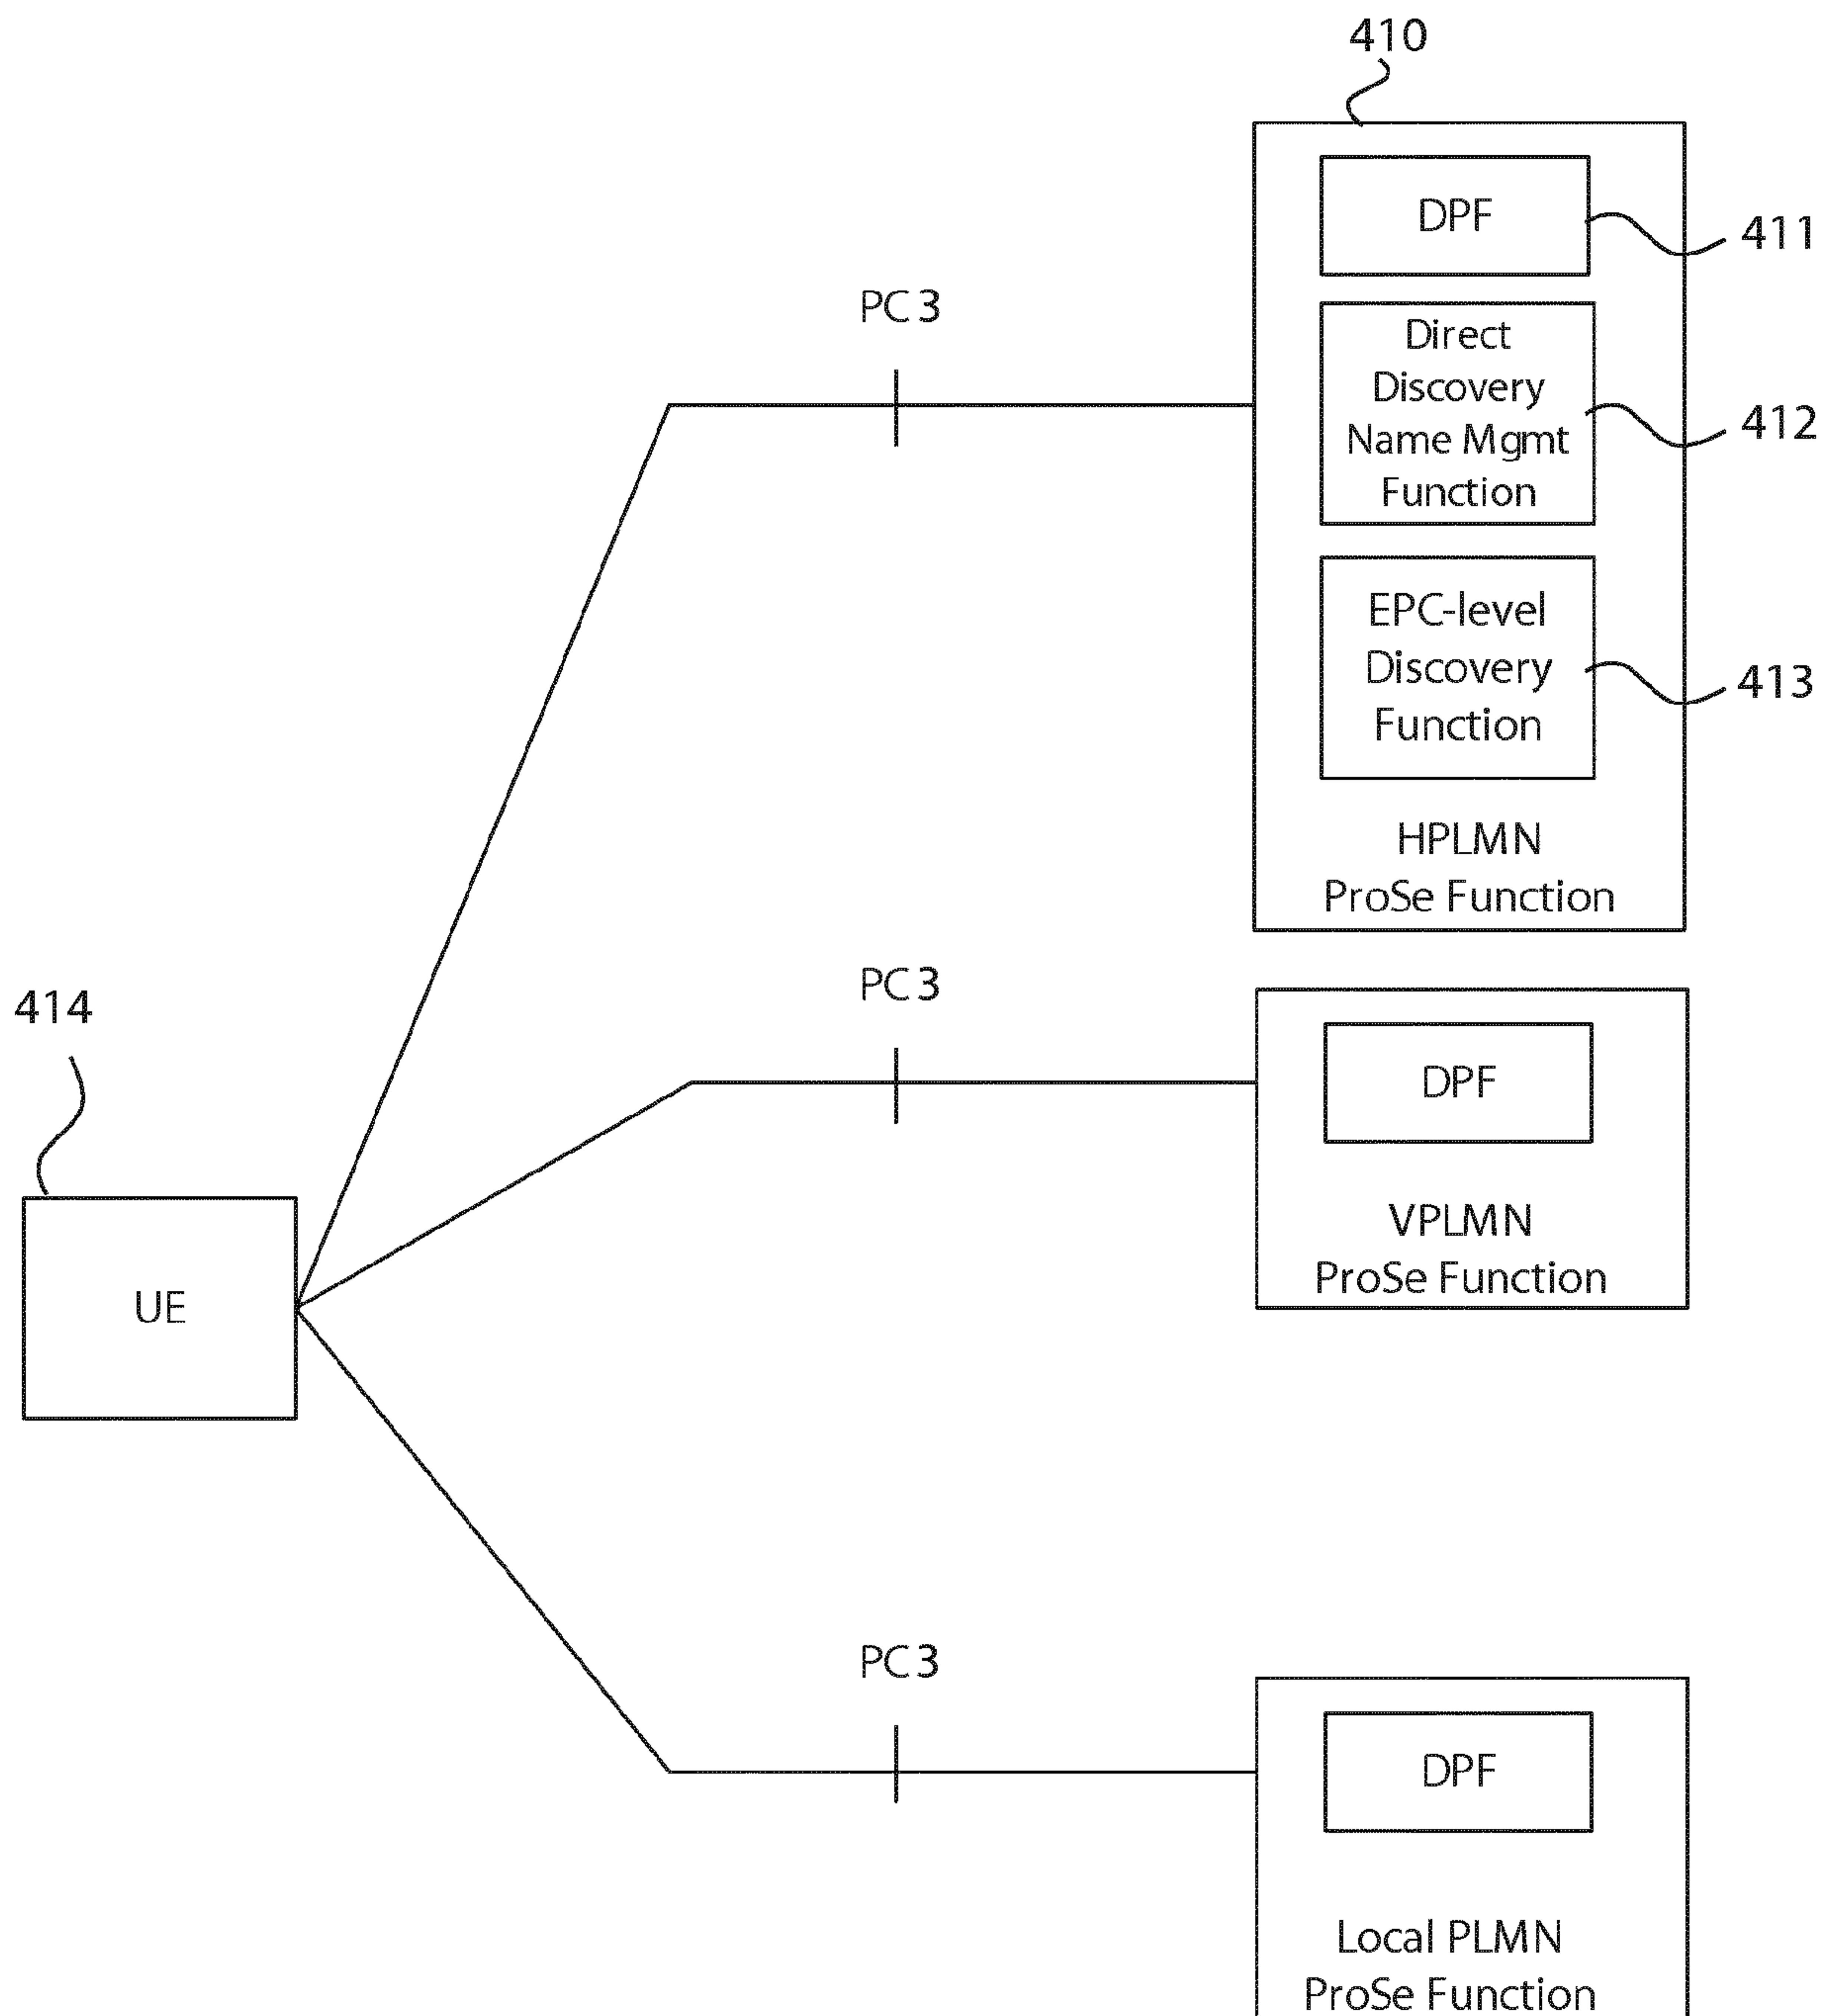 410
DPF
411
PC3
Direct
Discovery
Name Mgmt
Function
412
EPC-level
Discovery
Function
413
HPLMN
ProSe Function
PC3
414
DPF
VPLMN
ProSe Function
UE
PC3
DPF
Local PLMN
ProSe Function